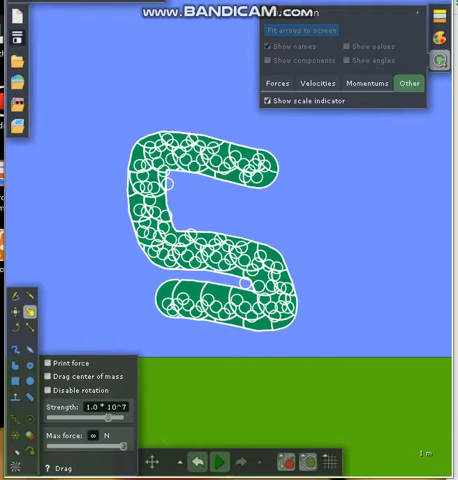 www.BANDICAM.com
Fit arrows to screen
Show names
Show values
Show components
Show angles
Forces
Velocities
Momentums
Other
Show scale indicator
Print force
Drag center of mass
Disable rotation
Strength: 1.0 * 10^7
Max force: ∞ N
? Drag
1 m